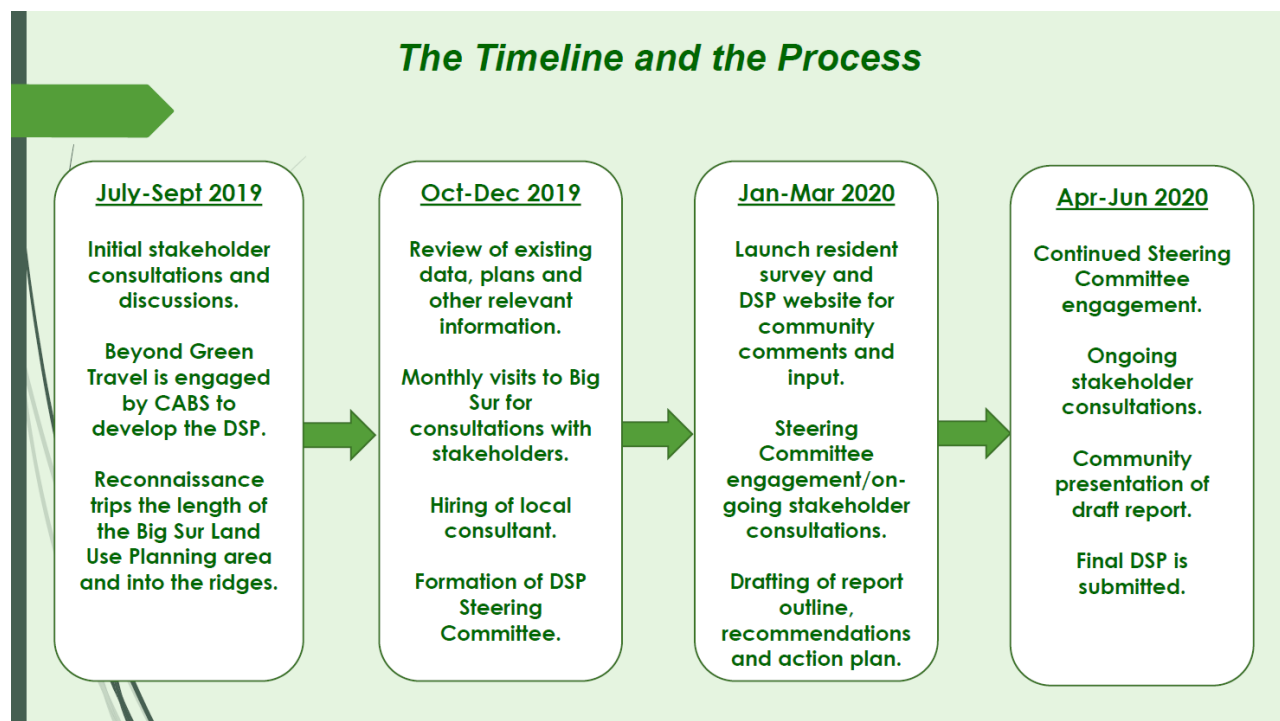 The Timeline and the Process
July-Sept 2019
Initial stakeholder
consultations and
discussions.
Beyond Green
Travel is engaged
by CABS to
develop the DSP.
Reconnaissance
trips the length of
the Big Sur Land
Use Planning area
and into the ridges.
Oct-Dec 2019
Review of existing
data, plans and
other relevant
information.
Monthly visits to Big
Sur for
consultations with
stakeholders.
Hiring of local
consultant.
Formation of DSP
Steering
Committee.
Jan-Mar 2020
Launch resident
survey and
DSP website for
community
comments and
input.
Steering
Committee
engagement/on-
going stakeholder
consultations.
Drafting of report
outline,
recommendations
and action plan.
Apr-Jun 2020
Continued Steering
Committee
engagement.
Ongoing
stakeholder
consultations.
Community
presentation of
draft report.
Final DSP is
submitted.